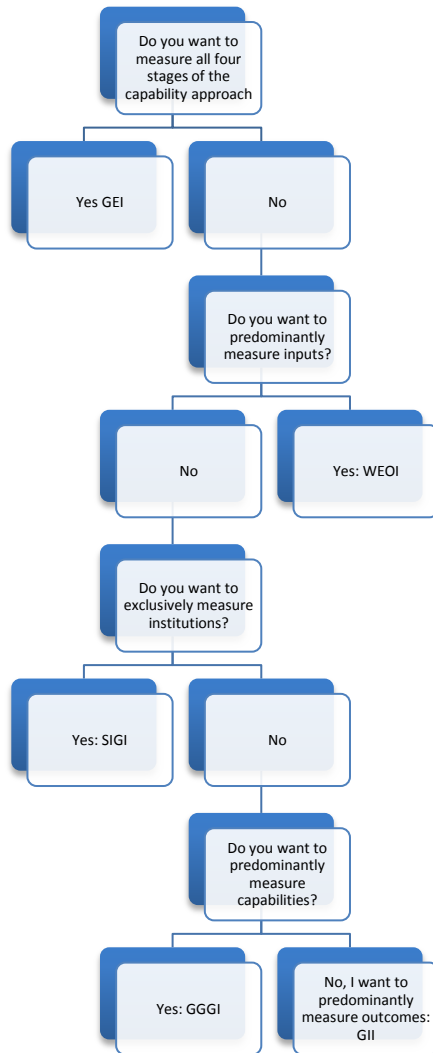 Do you want to
measure all four
stages of the
capability approach
Yes GEI
No
Do you want to
predominantly
measure inputs?
No
Yes: WEOI
Do you want to
exclusively measure
institutions?
Yes: SIGI
No
Do you want to
predominantly
measure
capabilities?
Yes: GGGI
No, I want to
predominantly
measure outcomes:
GII